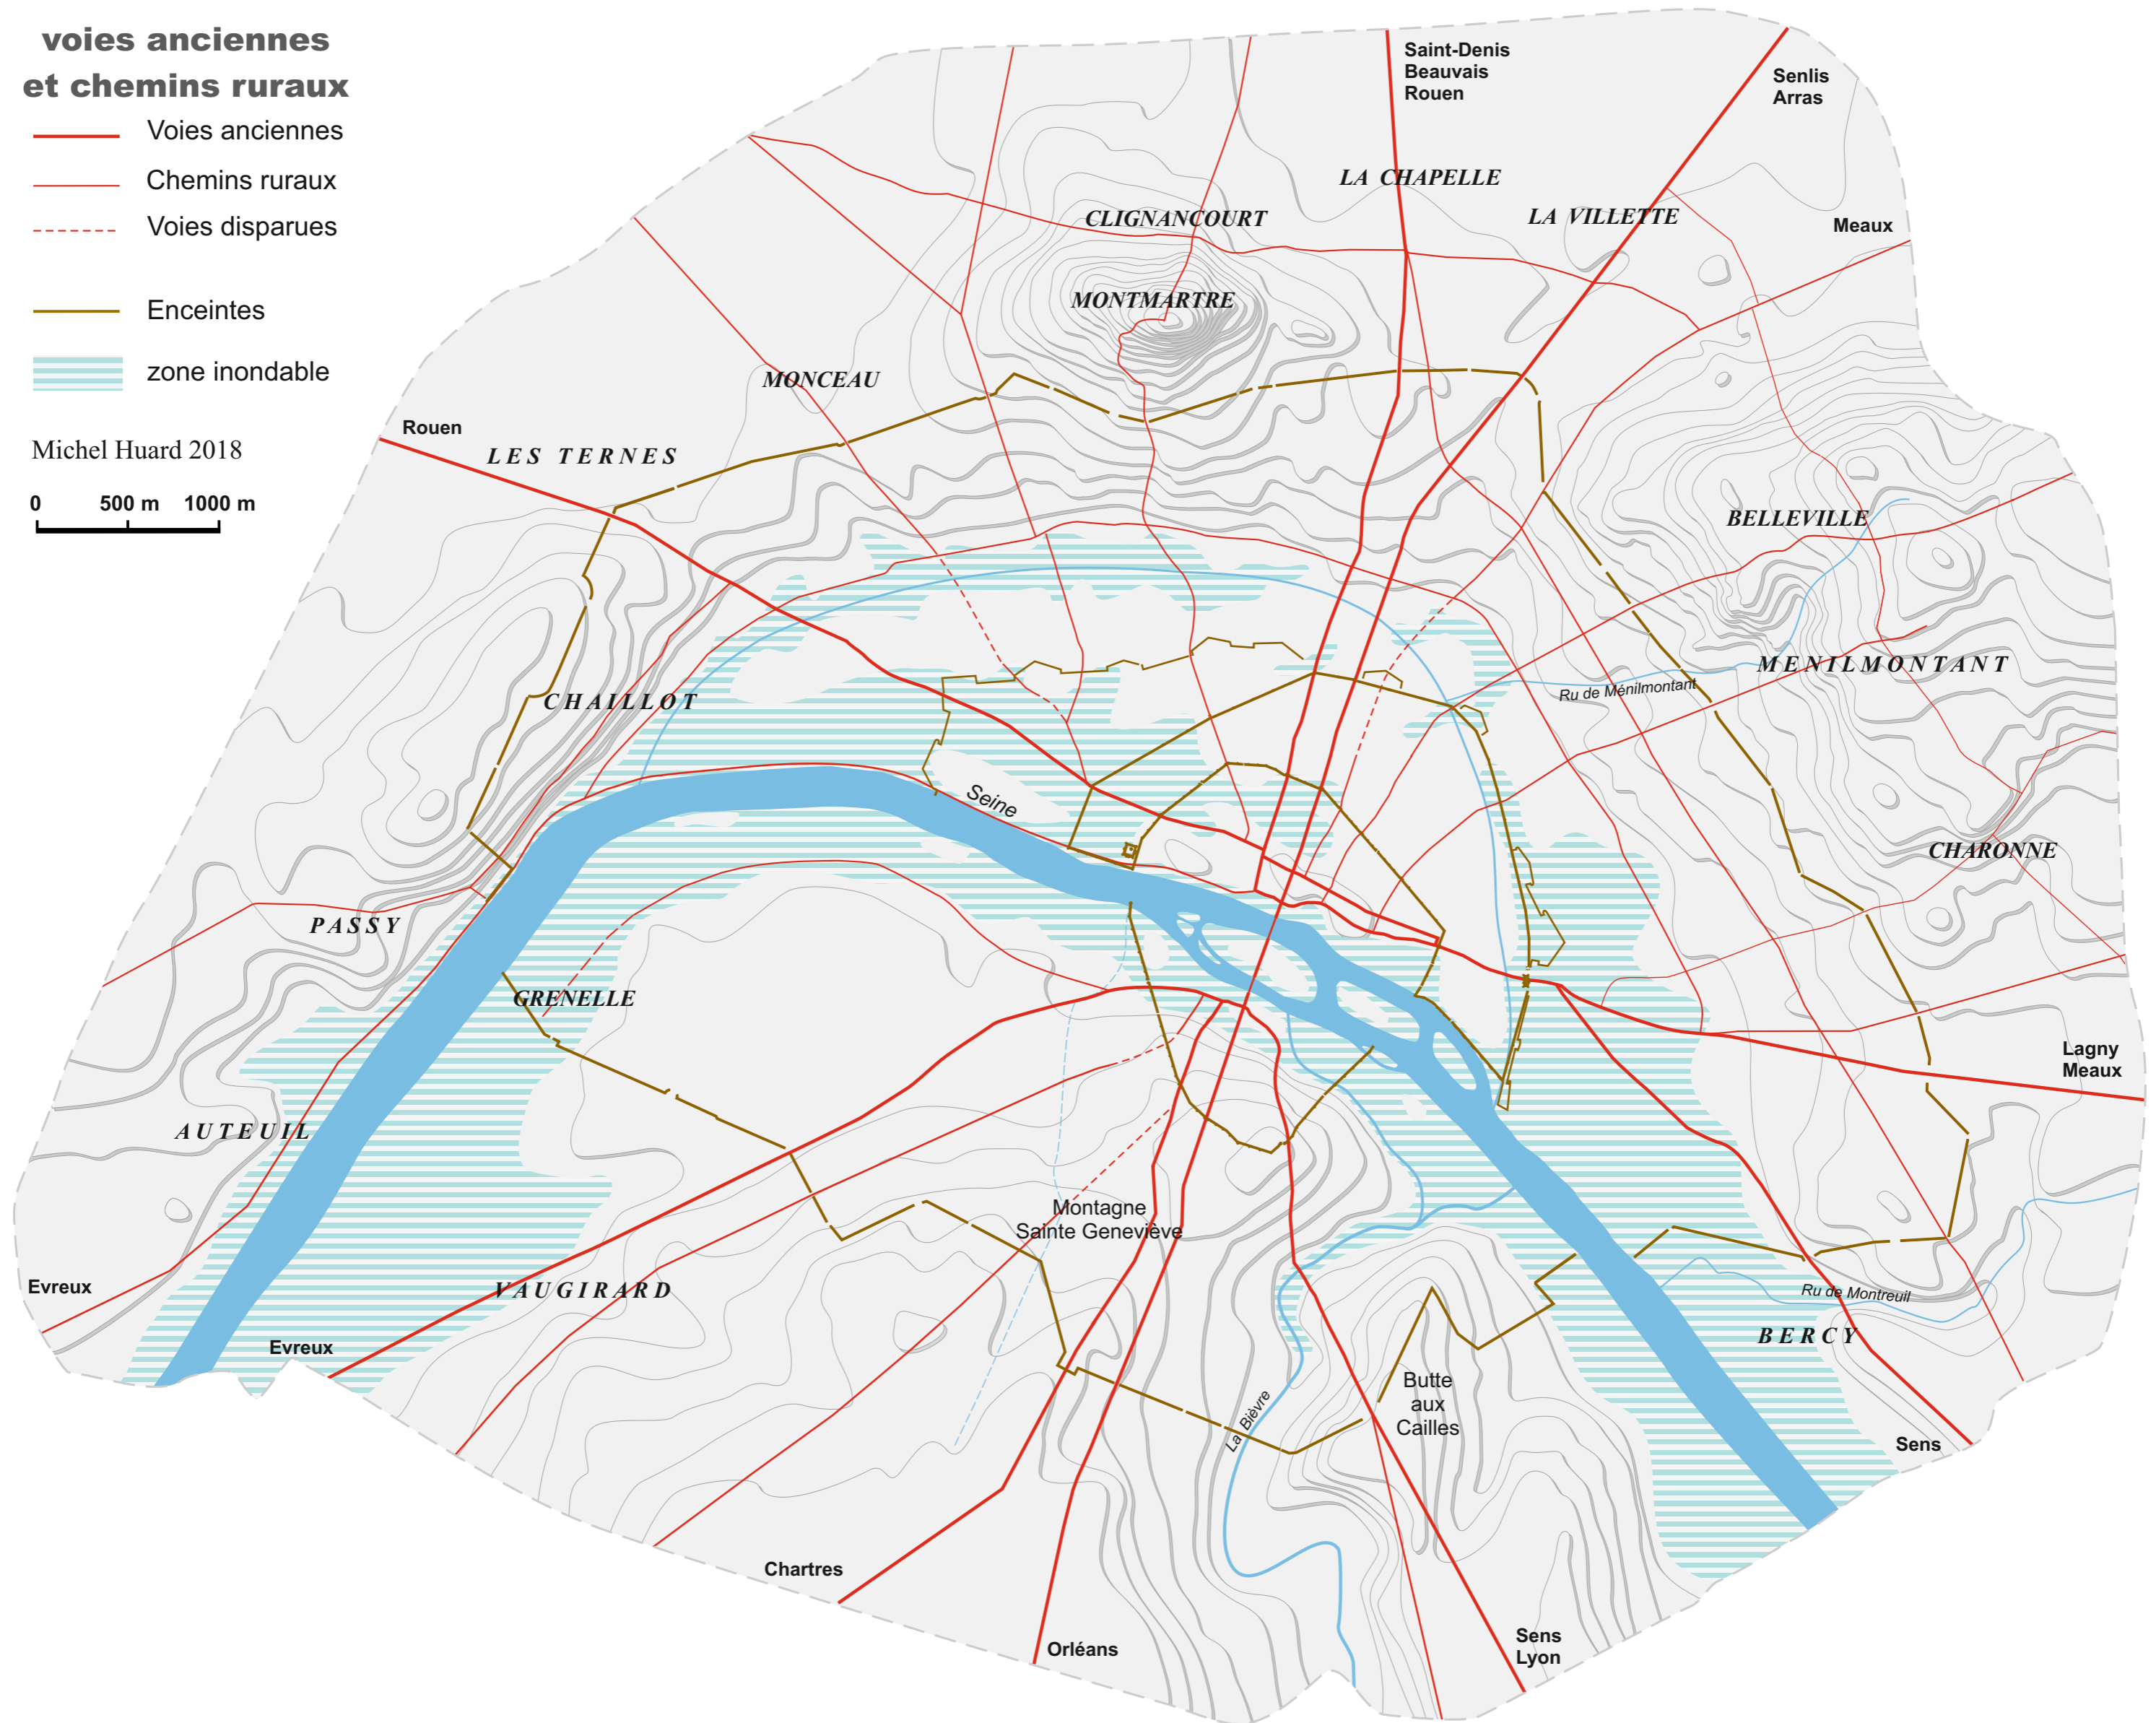 voies anciennes
et chemins ruraux
Voies anciennes
Chemins ruraux
Voies disparues
Enceintes
zone inondable
Michel Huard 2018
0 500 m 1000 m
Saint-Denis
Beauvais
Rouen
Senlis
Arras
LA CHAPELLE
LA VILLETTE
CLIGNANCOURT
Meaux
MONTMARTRE
MONCEAU
Rouen
LES TERNES
BELLEVILLE
MENILMONTANT
Ru de Ménilmontant
CHAILLOT
Seine
CHARONNE
PASSY
GRENELLE
Lagny
Meaux
AUTEUIL
Montagne
Sainte Geneviève
Evreux
VAUGIRARD
Ru de Montreuil
BERCY
Evreux
Butte
aux
Cailles
La Bièvre
Sens
Chartres
Orléans
Sens
Lyon